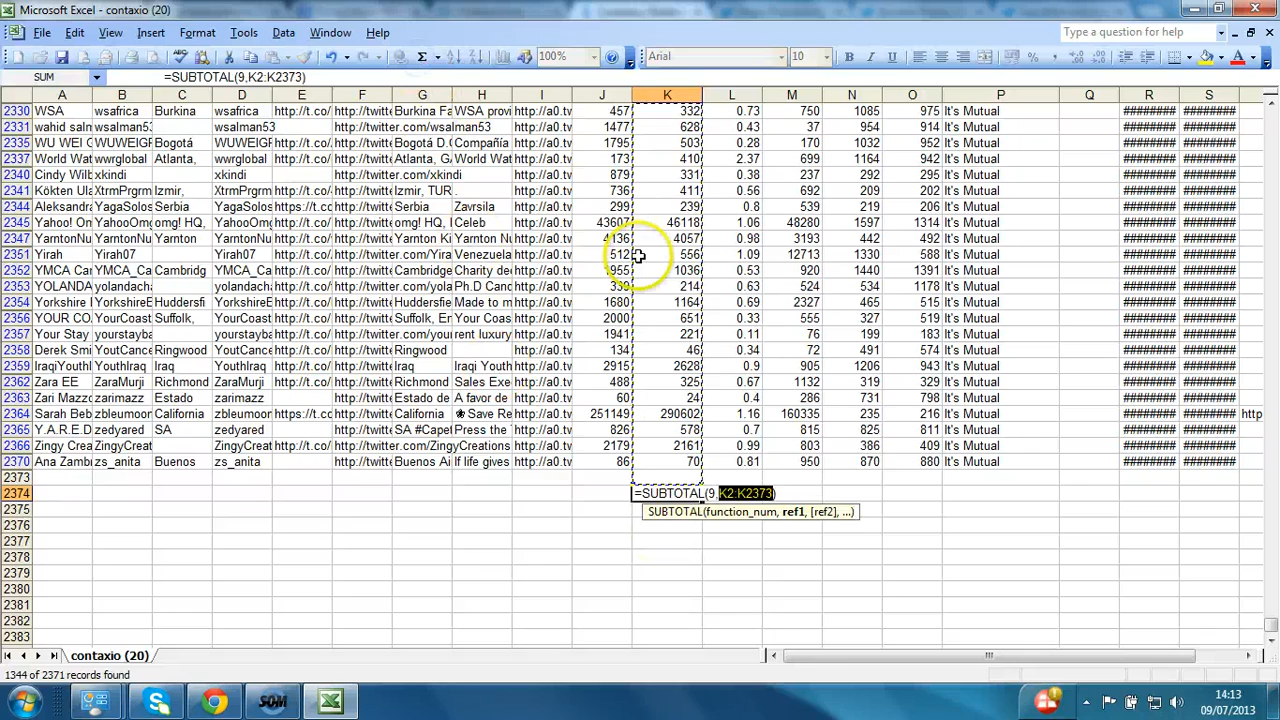 Microsoft Excel - contaxio (20)
File Edit View Insert Format Tools Data Window Help Type a question for help
100% Arial 10
SUM =SUBTOTAL(9,K2:K2373)
A B C D E F G H I J K L M N O P Q R S
2330 WSA wsafrica Burkina wsafrica http://t.co/ http://twitte Burkina Fa WSA provi http://a0.tw 457 332 0.73 750 1085 975 It's Mutual ######## ########
2331 wahid salm wsalman53 wsalman53 http://twitter.com/wsalman53 http://a0.tw 1477 628 0.43 37 954 914 It's Mutual ######## ########
2335 WU WEI G WUWEIGF Bogotá WUWEIGF http://t.co/ http://twitte Bogotá D.C Compañía http://a0.tw 1795 503 0.28 170 1032 952 It's Mutual ######## ########
2337 World Wat wwrglobal Atlanta, wwrglobal http://t.co/ http://twitte Atlanta, G/ World Wat http://a0.tw 173 410 2.37 699 1164 942 It's Mutual ######## ########
2340 Cindy Wilb xkindi xkindi http://twitter.com/xkindi http://a0.tw 879 331 0.38 237 292 295 It's Mutual ######## ########
2341 Kökten Ulu XtrmPrgrm Izmir, XtrmPrgrm http://t.co/ http://twitte Izmir, TUR . http://a0.tw 736 411 0.56 692 209 202 It's Mutual ######## ########
2344 Aleksandra YagaSolos Serbia YagaSolos https://t.co http://twitte Serbia Zavrsila http://a0.tw 299 239 0.8 539 219 206 It's Mutual ######## ########
2345 Yahoo! Om YahooOmg omg! HQ, YahooOmg http://t.co/ http://twitte omg! HQ, I Celeb http://a0.tw 43607 46118 1.06 48280 1597 1314 It's Mutual ######## ########
2347 YarntonNu YarntonNu Yarnton YarntonNu http://t.co/ http://twitte Yarnton Ki Yarnton Nu http://a0.tw 4136 4057 0.98 3193 442 492 It's Mutual ######## ########
2351 Yirah Yirah07 Yirah07 http://t.co/ http://twitter.com/Yira Venezuela http://a0.tw 512 556 1.09 12713 1330 588 It's Mutual ######## ########
2352 YMCA Car YMCA_Ca Cambridg YMCA_Ca http://t.co/ http://twitte Cambridge Charity dec http://a0.tw 1955 1036 0.53 920 1440 1391 It's Mutual ######## ########
2353 YOLANDA yolandacha yolandacha http://t.co/ http://twitter.com/yola Ph.D Canc http://a0.tw 214 0.63 524 534 1178 It's Mutual ######## ########
2354 Yorkshire I YorkshireE Huddersfi YorkshireE http://t.co/ http://twitte Huddersfie Made in m http://a0.tw 1680 1164 0.69 2327 465 515 It's Mutual ######## ########
2356 YOUR CO YourCount Suffolk, YourCount http://t.co/ http://twitte Suffolk, En Your count http://a0.tw 2000 651 0.33 555 327 519 It's Mutual ######## ########
2357 Your Stay yourstayba yourstayba http://t.co/ http://twitter.com/your rent luxury http://a0.tw 1941 221 0.11 76 199 183 It's Mutual ######## ########
2358 Derek Smi YoutCanc Ringwood YoutCanc http://t.co/ http://twitte Ringwood http://a0.tw 134 46 0.34 72 491 574 It's Mutual ######## ########
2359 IraqiYouthl YouthIraq Iraq YouthIraq http://t.co/ http://twitte Iraq Iraqi Youth http://a0.tw 2915 2628 0.9 905 1206 943 It's Mutual ######## ########
2362 Zara EE ZaraMurji Richmond ZaraMurji http://t.co/ http://twitte Richmond Sales Exec http://a0.tw 488 325 0.67 1132 319 329 It's Mutual ######## ########
2363 Zari Mazzo zarimazz Estado de zarimazz http://twitte Estado de A favor de http://a0.tw 60 24 0.4 286 731 798 It's Mutual ######## ########
2364 Sarah Beb zbleumoon California zbleumoon https://t.co http://twitte California ❀ Save Re http://a0.tw 251149 290602 1.16 160335 235 216 It's Mutual ######## ######## http
2365 Y.A.R.E.D zedyared SA zedyared http://twitte SA #CapeT Press the " http://a0.tw 826 578 0.7 815 825 811 It's Mutual ######## ########
2366 Zingy Crea ZingyCreat ZingyCreat http://t.co/ http://twitter.com/ZingyCreations http://a0.tw 2179 2161 0.99 803 386 409 It's Mutual ######## ########
2370 Ana Zambr zs_anita Buenos zs_anita http://twitte Buenos Air If life gives http://a0.tw 86 70 0.81 950 870 880 It's Mutual ######## ########
2373
2374 =SUBTOTAL(9,K2:K2373)
2375 SUBTOTAL(function_num, ref1, [ref2], ...)
2376
2377
2378
2379
2380
2381
2382
2383
contaxio (20)
1344 of 2371 records found
SOM
14:13
09/07/2013